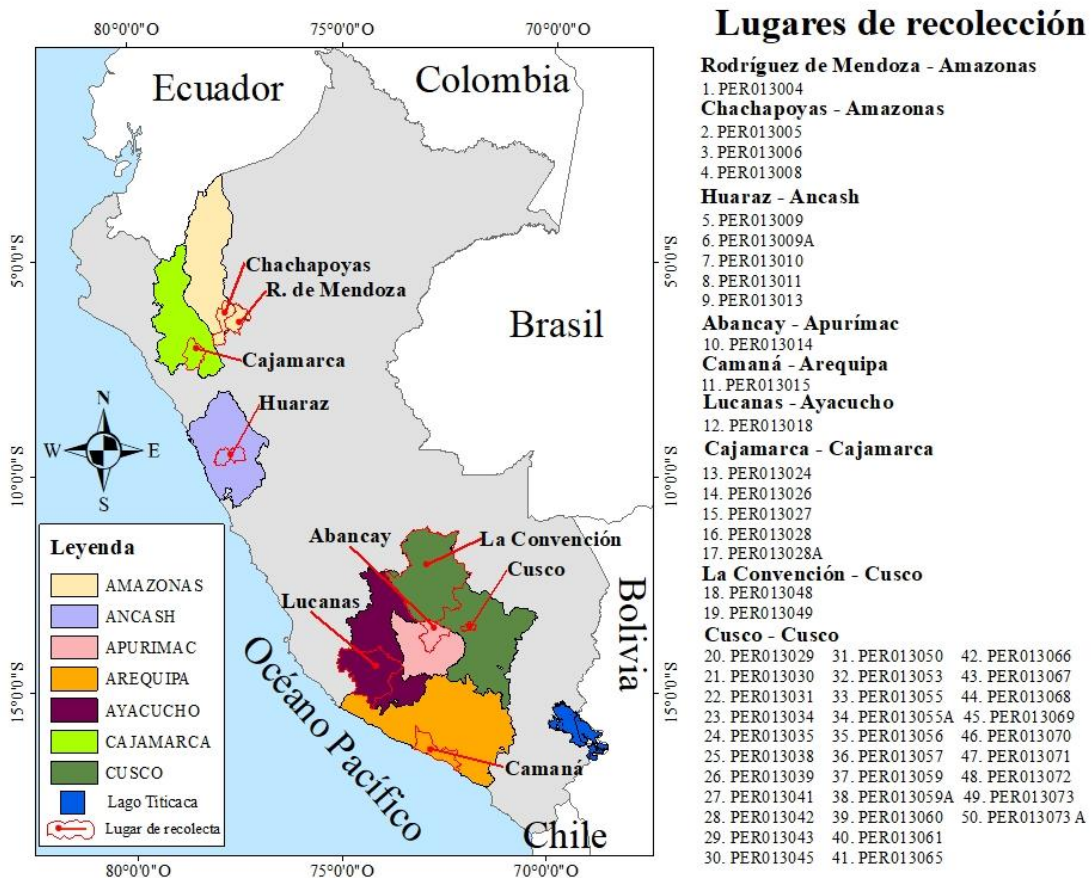 80°0'0"O
75°0'0"O
70°0'0"O
Ecuador
Colombia
5°0'0"S
5°0'0"S
Chachapoyas
R. de Mendoza
Brasil
Cajamarca
Huaraz
N
W
E
S
10°0'0"S
10°0'0"S
Abancay
La Convención
Cusco
Lucanas
Bolivia
Océano Pacífico
15°0'0"S
15°0'0"S
Camaná
Chile
Leyenda
AMAZONAS
ANCASH
APURIMAC
AREQUIPA
AYACUCHO
CAJAMARCA
CUSCO
Lago Titicaca
Lugar de recolecta
80°0'0"O
75°0'0"O
70°0'0"O
Lugares de recolección
Rodríguez de Mendoza - Amazonas
1. PER013004
Chachapoyas - Amazonas
2. PER013005
3. PER013006
4. PER013008
Huaraz - Ancash
5. PER013009
6. PER013009A
7. PER013010
8. PER013011
9. PER013013
Abancay - Apurímac
10. PER013014
Camaná - Arequipa
11. PER013015
Lucanas - Ayacucho
12. PER013018
Cajamarca - Cajamarca
13. PER013024
14. PER013026
15. PER013027
16. PER013028
17. PER013028A
La Convención - Cusco
18. PER013048
19. PER013049
Cusco - Cusco
20. PER013029 31. PER013050 42. PER013066
21. PER013030 32. PER013053 43. PER013067
22. PER013031 33. PER013055 44. PER013068
23. PER013034 34. PER013055A 45. PER013069
24. PER013035 35. PER013056 46. PER013070
25. PER013038 36. PER013057 47. PER013071
26. PER013039 37. PER013059 48. PER013072
27. PER013041 38. PER013059A 49. PER013073
28. PER013042 39. PER013060 50. PER013073 A
29. PER013043 40. PER013061
30. PER013045 41. PER013065